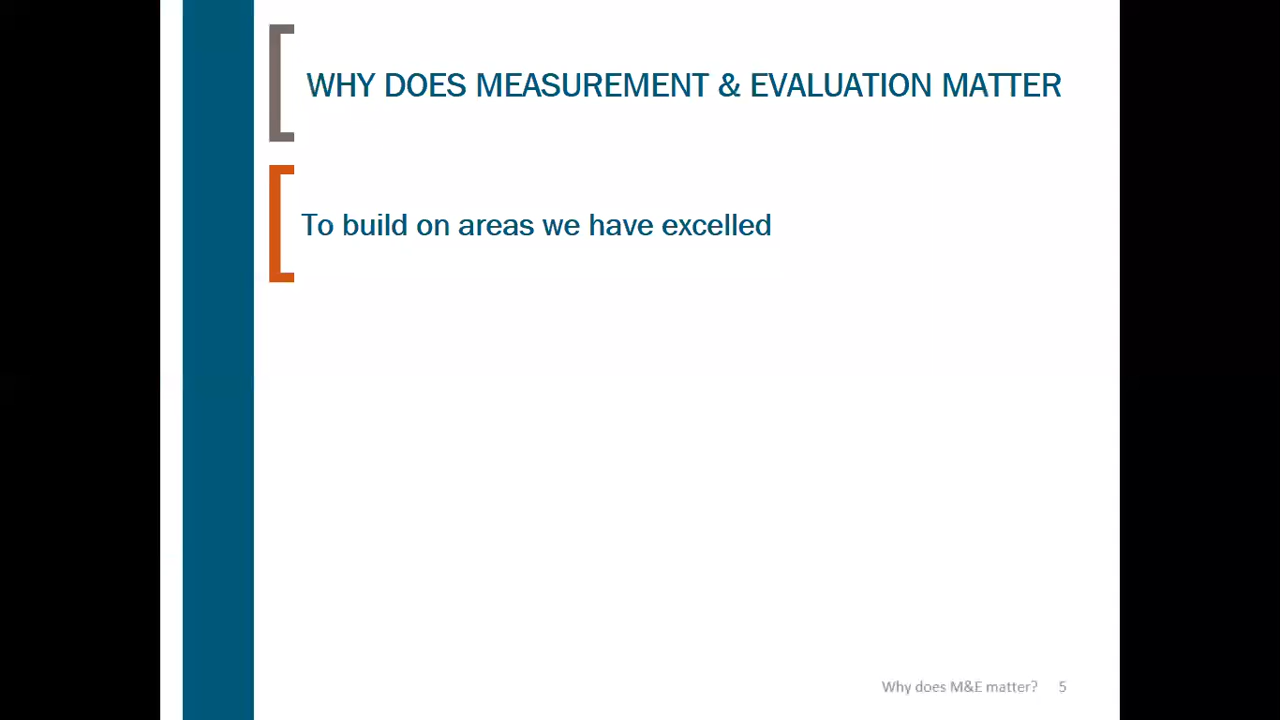 WHY DOES MEASUREMENT & EVALUATION MATTER
To build on areas we have excelled
Why does M&E matter? 5